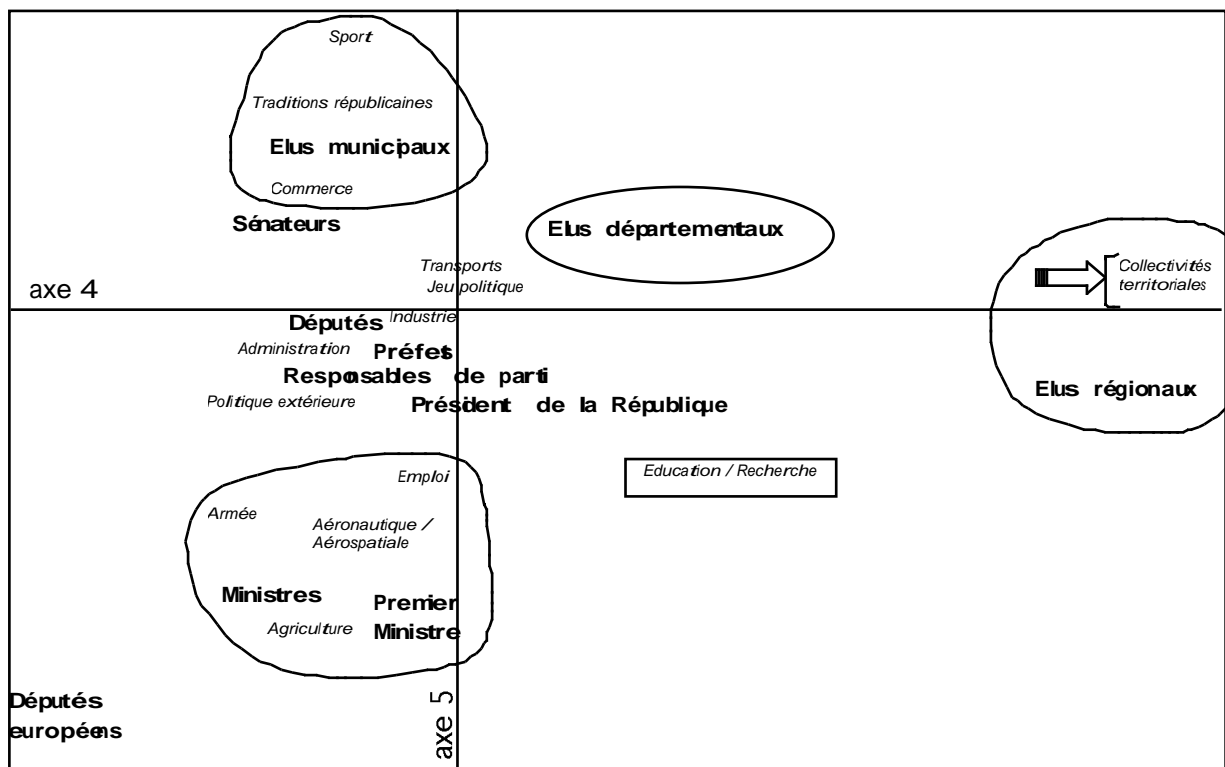 Sport
Traditions républicaines
Elus municipaux
Commerce
Sénateurs
Elus départementaux
Transports
Jeu politique
Collectivités
territoriales
axe 4
Députés
Industrie
Administration
Préfets
Responsables de parti
Politique extérieure
Président de la République
Elus régionaux
Emploi
Education / Recherche
Armée
Aéronautique /
Aérospatiale
Ministres
Premier
Ministre
Agriculture
Députés
européens
axe 5